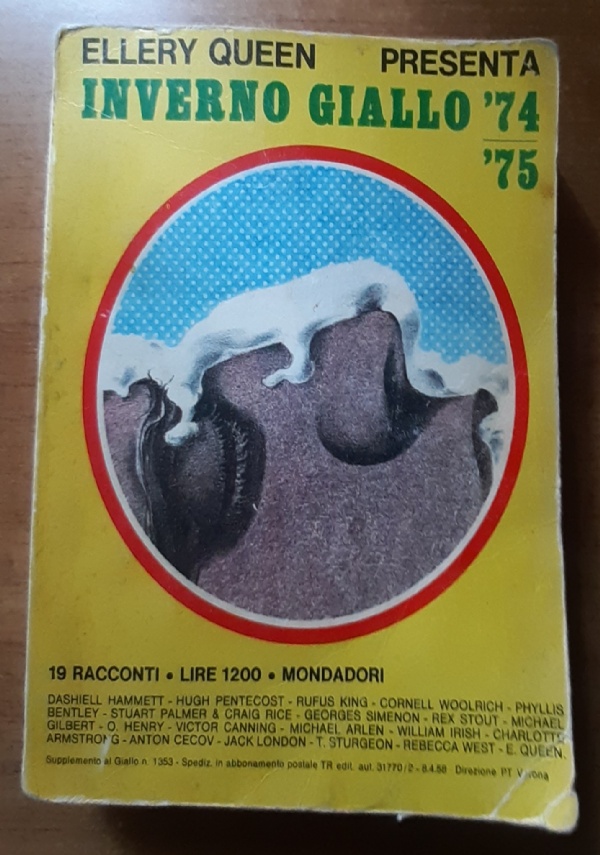 ELLERY QUEEN PRESENTA
INVERNO GIALLO '74
'75
19 RACCONTI • LIRE 1200 • MONDADORI
DASHIELL HAMMETT - HUGH PENTECOST - RUFUS KING - CORNELL WOOLRICH - PHYLLIS
BENTLEY - STUART PALMER & CRAIG RICE - GEORGES SIMENON - REX STOUT - MICHAEL
GILBERT - O. HENRY - VICTOR CANNING - MICHAEL ARLEN - WILLIAM IRISH - CHARLOTTE
ARMSTRONG - ANTON CECOV - JACK LONDON - T. STURGEON - REBECCA WEST - E. QUEEN.
Supplemento al Giallo n. 1353 - Spediz. in abbonamento postale TR edit. aut. 31770/2 - 8.4.58 Direzione PT Verona